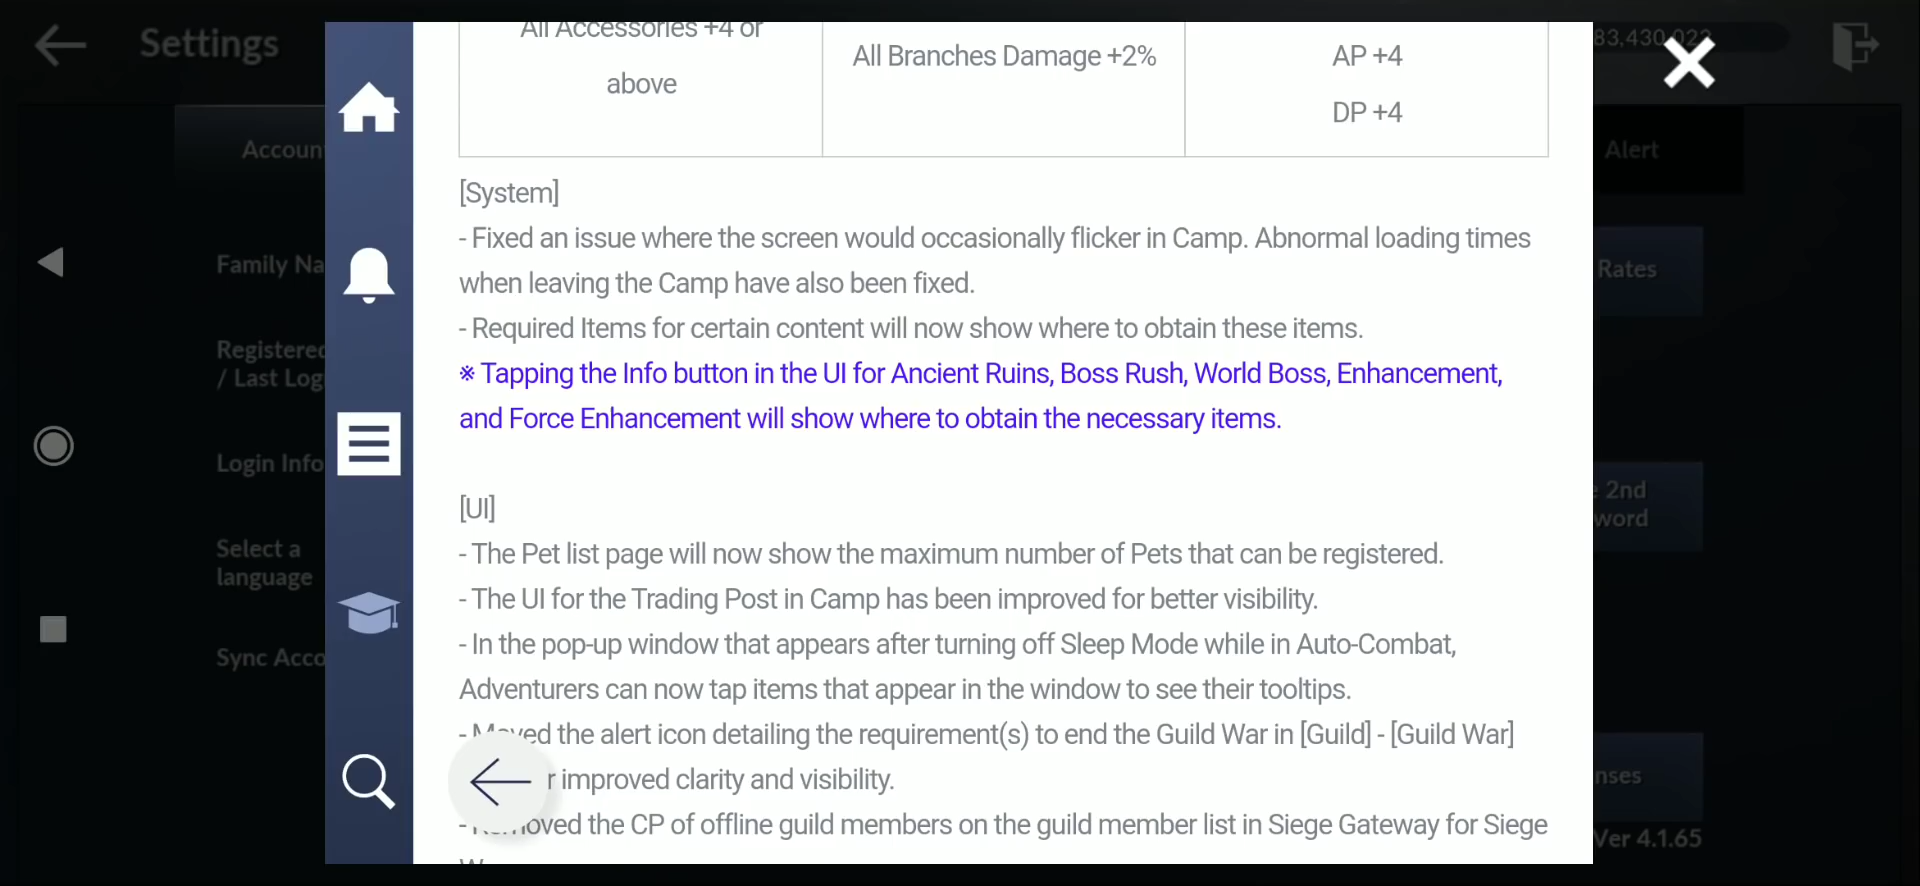 Settings
83,430,022
Accoun
Alert
All Accessories +4 or
above
All Branches Damage +2%
AP +4
DP +4
[System]
- Fixed an issue where the screen would occasionally flicker in Camp. Abnormal loading times
when leaving the Camp have also been fixed.
- Required Items for certain content will now show where to obtain these items.
※ Tapping the Info button in the UI for Ancient Ruins, Boss Rush, World Boss, Enhancement,
and Force Enhancement will show where to obtain the necessary items.
[UI]
- The Pet list page will now show the maximum number of Pets that can be registered.
- The UI for the Trading Post in Camp has been improved for better visibility.
- In the pop-up window that appears after turning off Sleep Mode while in Auto-Combat,
Adventurers can now tap items that appear in the window to see their tooltips.
- Moved the alert icon detailing the requirement(s) to end the Guild War in [Guild] - [Guild War]
r improved clarity and visibility.
- Removed the CP of offline guild members on the guild member list in Siege Gateway for Siege
Family Na
Registered
/ Last Log
Login Info
Select a
language
Sync Acco
Rates
2nd
word
nses
Ver 4.1.65